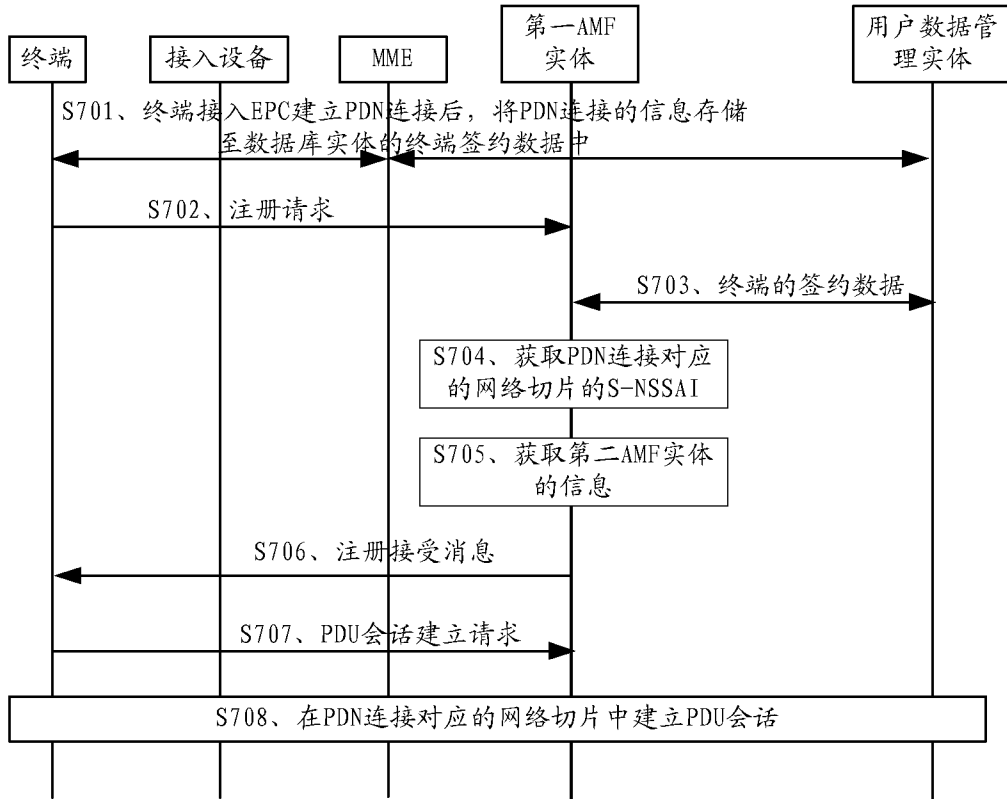 终端
接入设备
MME
第一AMF
实体
用户数据管
理实体
S701、终端接入EPC建立PDN连接后，将PDN连接的信息存储
至数据库实体的终端签约数据中
S702、注册请求
S703、终端的签约数据
S704、获取PDN连接对应
的网络切片的S-NSSAI
S705、获取第二AMF实体
的信息
S706、注册接受消息
S707、PDU会话建立请求
S708、在PDN连接对应的网络切片中建立PDU会话